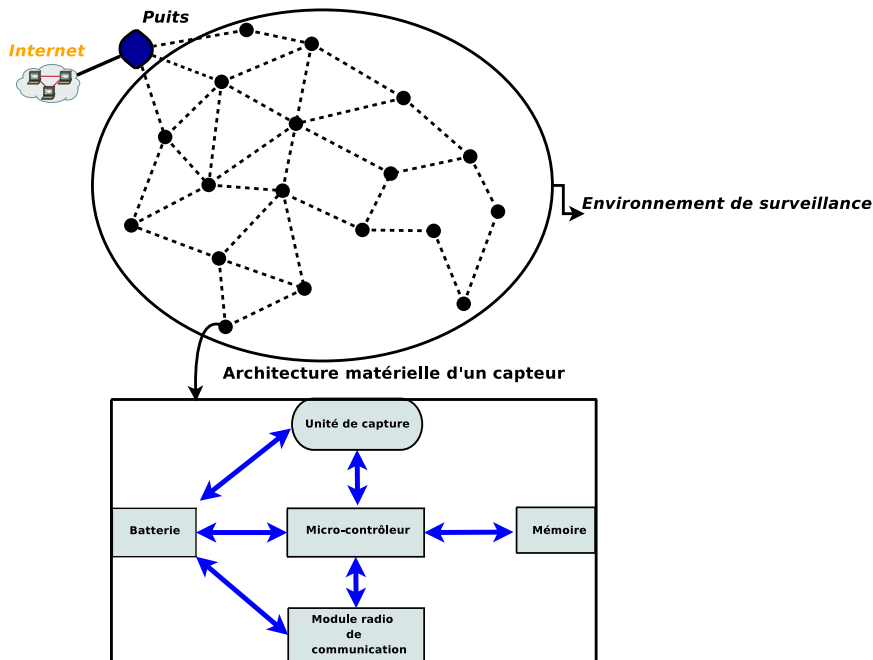 Puits
Internet
Environnement de surveillance
Architecture matérielle d'un capteur
Unité de capture
Batterie
Micro-contrôleur
Mémoire
Module radio
de
communication